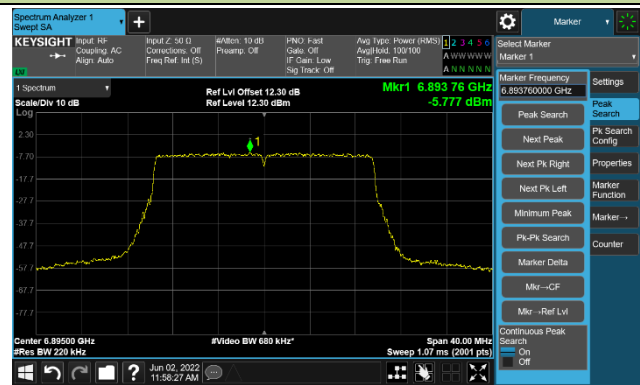 Spectrum Analyzer 1
Swept SA
Marker
KEYSIGHT
Input: RF
Coupling: AC
Align: Auto
Input Z: 50 Ω
Corrections: Off
Freq Ref: Int (S)
#Atten: 10 dB
Preamp: Off
PNO: Fast
Gate: Off
IF Gain: Low
Sig Track: Off
Avg Type: Power (RMS)
Avg|Hold: 100/100
Trig: Free Run
1 2 3 4 5 6
A W W W W W
A N N N N N
LV
Select Marker
Marker 1
1 Spectrum
Scale/Div 10 dB
Log
Ref Lvl Offset 12.30 dB
Ref Level 12.30 dBm
Mkr1 6.893 76 GHz
-5.777 dBm
2.30
-7.70
-17.7
-27.7
-37.7
-47.7
-57.7
-67.7
-77.7
1
Center 6.89500 GHz
#Res BW 220 kHz
#Video BW 680 kHz*
Span 40.00 MHz
Sweep 1.07 ms (2001 pts)
Marker Frequency
6.893760000 GHz
Peak Search
Next Peak
Next Pk Right
Next Pk Left
Minimum Peak
Pk-Pk Search
Marker Delta
Mkr→CF
Mkr→Ref Lvl
Continuous Peak
Search
On
Off
Settings
Peak
Search
Pk Search
Config
Properties
Marker
Function
Marker→
Counter
?
Jun 02, 2022
11:58:27 AM